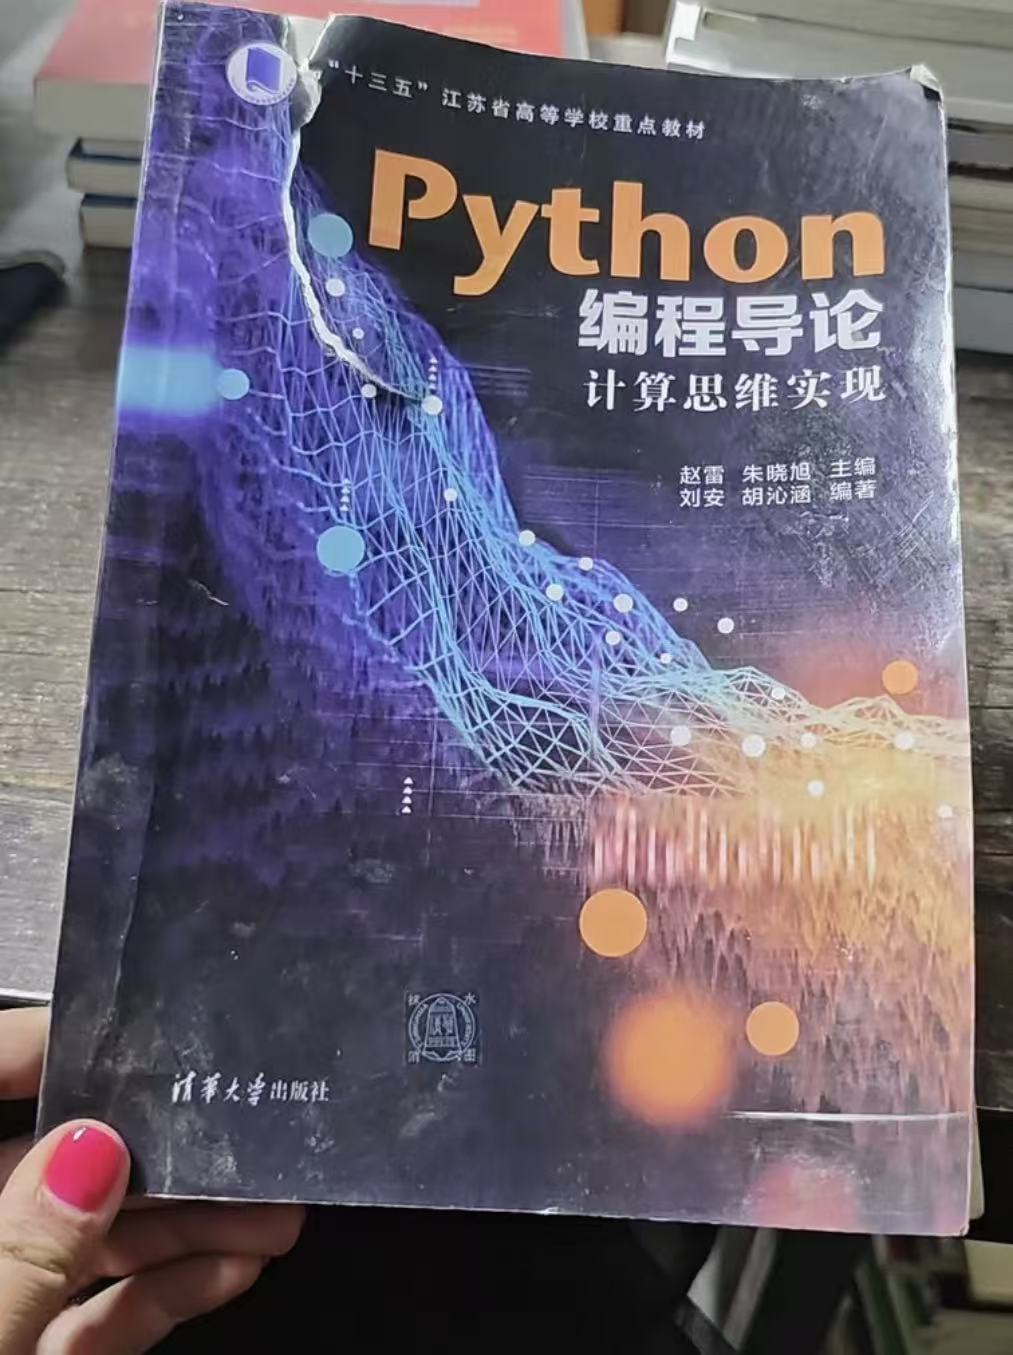 “十三五”江苏省高等学校重点教材
Python
编程导论
计算思维实现
赵雷 朱晓旭 主编
刘安 胡沁涵 编著
清华大学出版社